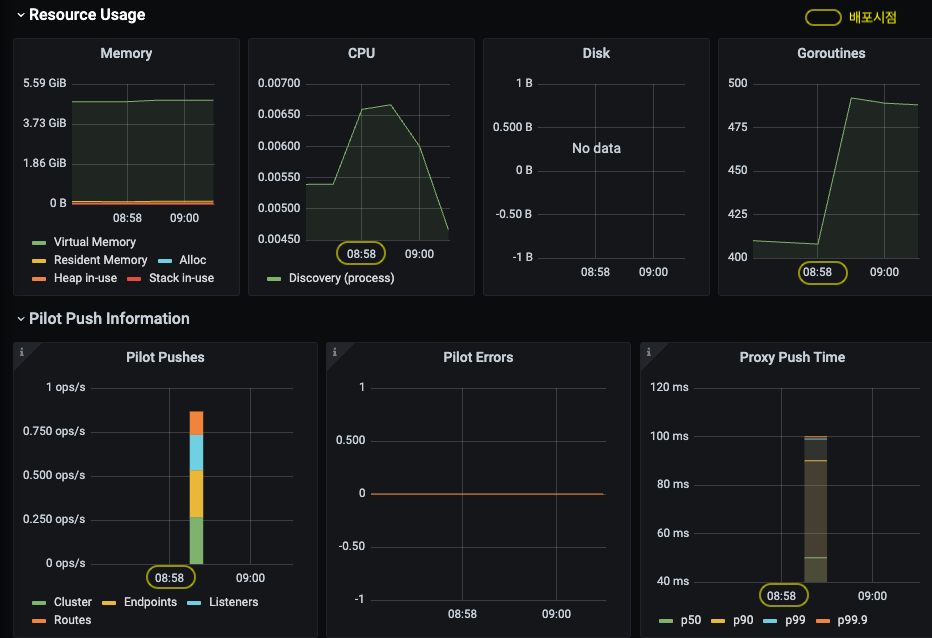 Resource Usage
배포시점
Memory
5.59 GiB
3.73 GiB
1.86 GiB
0 B
08:58 09:00
Virtual Memory
Resident Memory Alloc
Heap in-use Stack in-use
CPU
0.00700
0.00650
0.00600
0.00550
0.00500
0.00450
08:58 09:00
Discovery (process)
Disk
1 B
0.500 B
0 B
-0.50 B
-1 B
No data
08:58 09:00
Goroutines
500
475
450
425
400
08:58 09:00
Pilot Push Information
i
Pilot Pushes
1 ops/s
0.750 ops/s
0.500 ops/s
0.250 ops/s
0 ops/s
08:58 09:00
Cluster Endpoints Listeners
Routes
i
Pilot Errors
1
0.500
0
-0.50
-1
08:58 09:00
i
Proxy Push Time
120 ms
100 ms
80 ms
60 ms
40 ms
08:58 09:00
p50 p90 p99 p99.9